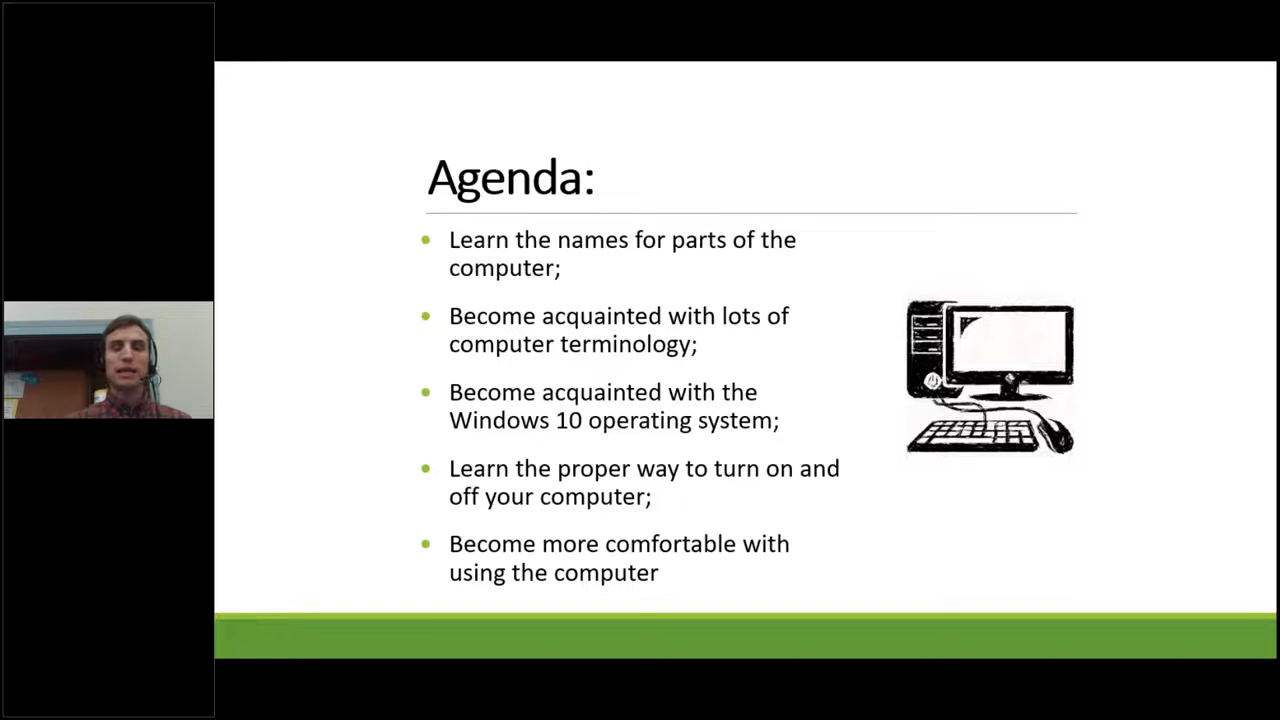 Agenda:
Learn the names for parts of the
computer;
Become acquainted with lots of
computer terminology;
Become acquainted with the
Windows 10 operating system;
Learn the proper way to turn on and
off your computer;
Become more comfortable with
using the computer